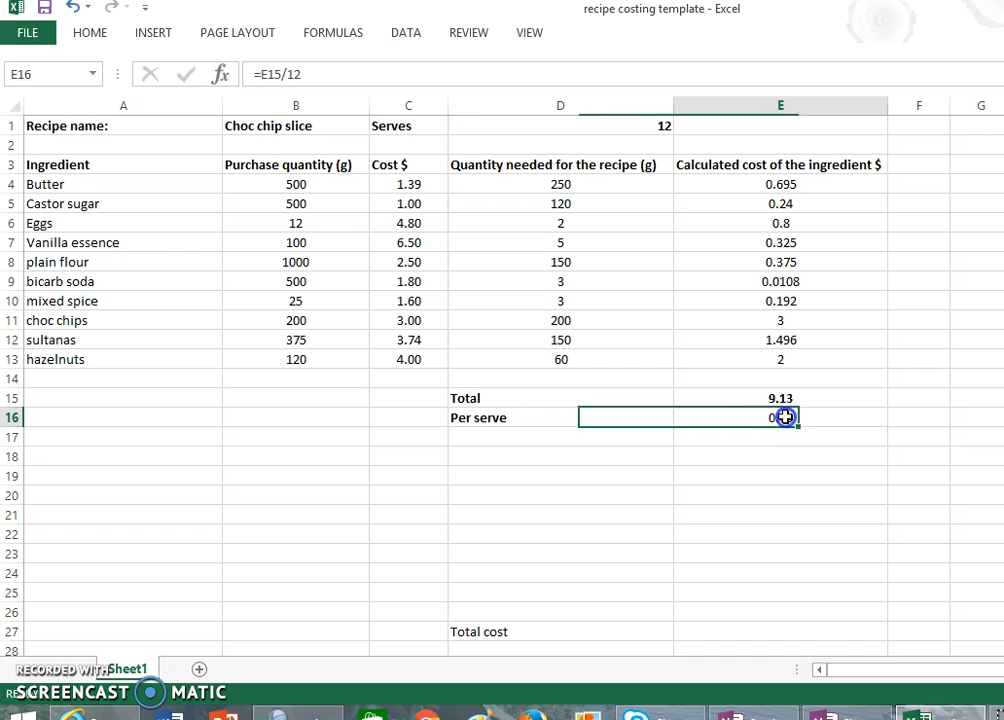 recipe costing template - Excel
FILE HOME INSERT PAGE LAYOUT FORMULAS DATA REVIEW VIEW
E16 fx =E15/12
A B C D E F G
1 Recipe name: Choc chip slice Serves 12
2
3 Ingredient Purchase quantity (g) Cost $ Quantity needed for the recipe (g) Calculated cost of the ingredient $
4 Butter 500 1.39 250 0.695
5 Castor sugar 500 1.00 120 0.24
6 Eggs 12 4.80 2 0.8
7 Vanilla essence 100 6.50 5 0.325
8 plain flour 1000 2.50 150 0.375
9 bicarb soda 500 1.80 3 0.0108
10 mixed spice 25 1.60 3 0.192
11 choc chips 200 3.00 200 3
12 sultanas 375 3.74 150 1.496
13 hazelnuts 120 4.00 60 2
14
15 Total 9.13
16 Per serve
17
18
19
20
21
22
23
24
25
26
27 Total cost
28
RECORDED WITH Sheet1
SCREENCAST MATIC